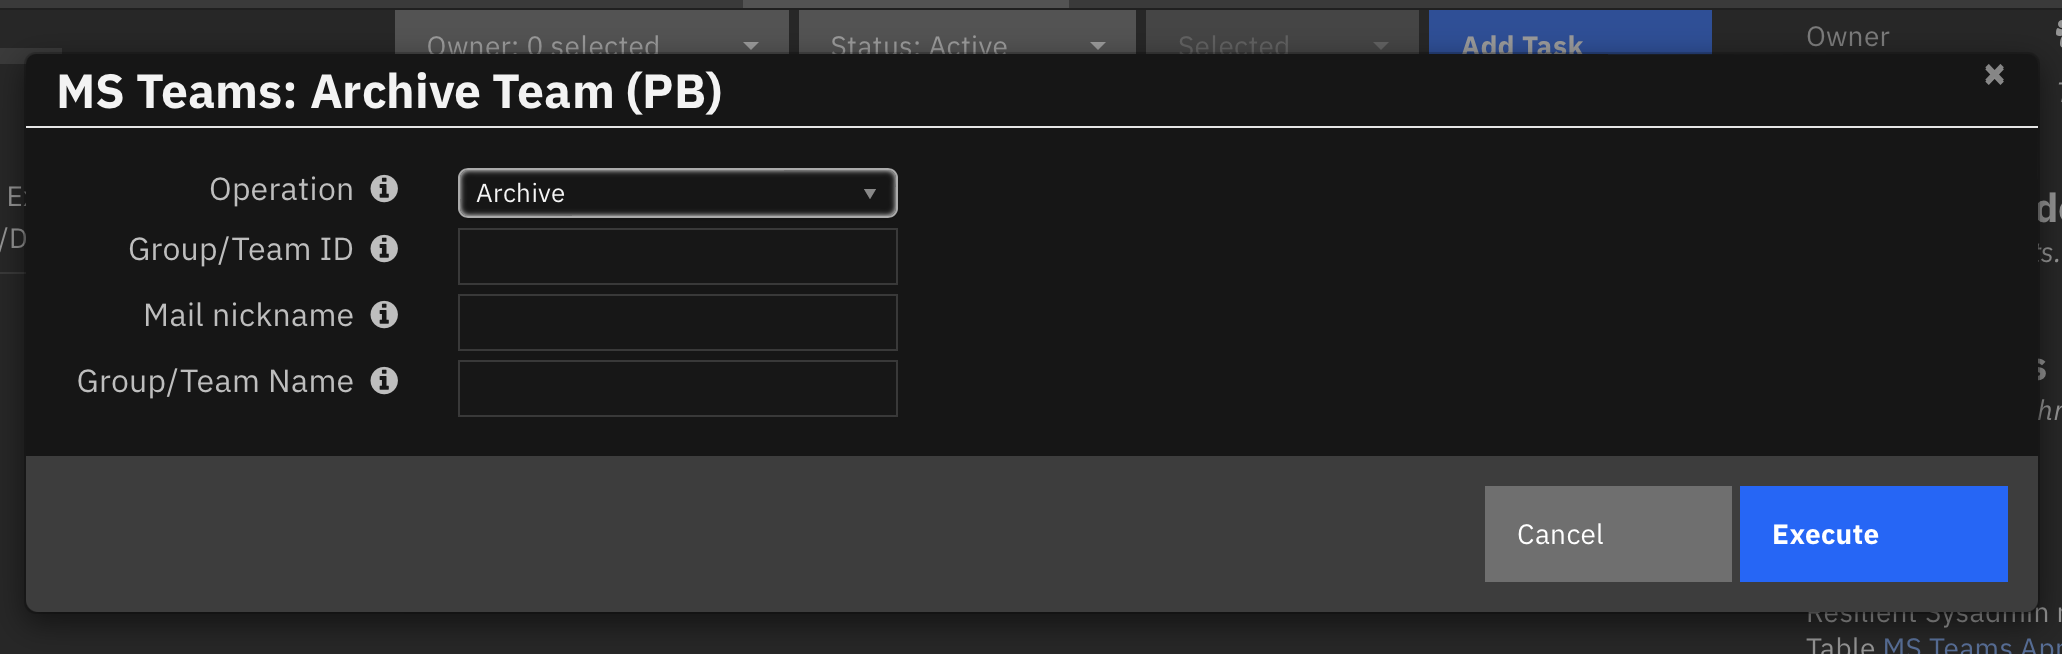 Owner: 0 selected
Status: Active
Selected
Add Task
Owner
MS Teams: Archive Team (PB)
Operation
Archive
Group/Team ID
Mail nickname
Group/Team Name
Cancel
Execute
Resilient Sysadmin
Table MS Teams